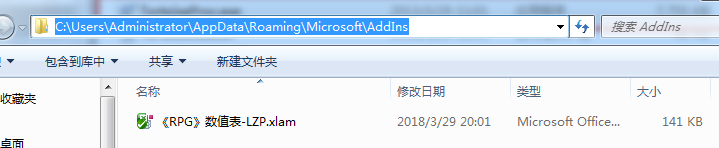 C:\Users\Administrator\AppData\Roaming\Microsoft\AddIns
搜索 AddIns
包含到库中 共享 新建文件夹
收藏夹
名称 修改日期 类型 大小
《RPG》数值表-LZP.xlam 2018/3/29 20:01 Microsoft Office... 141 KB
桌面